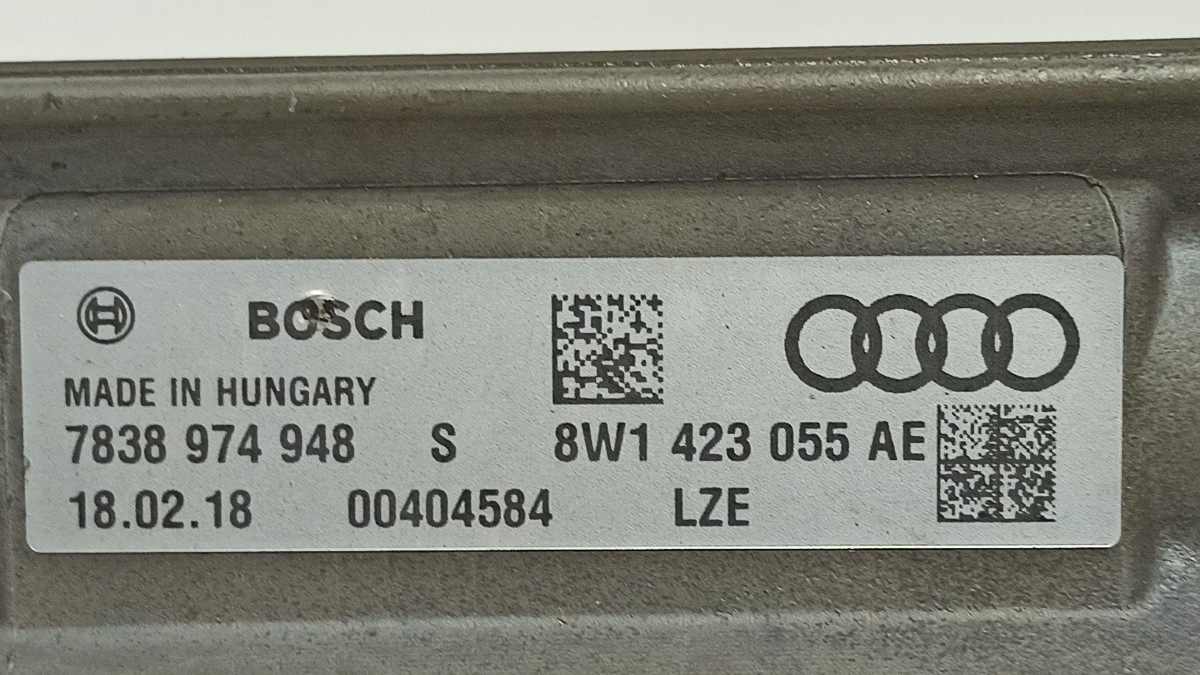 BOSCH
MADE IN HUNGARY
7838 974 948 S 8W1 423 055 AE
18.02.18 00404584 LZE